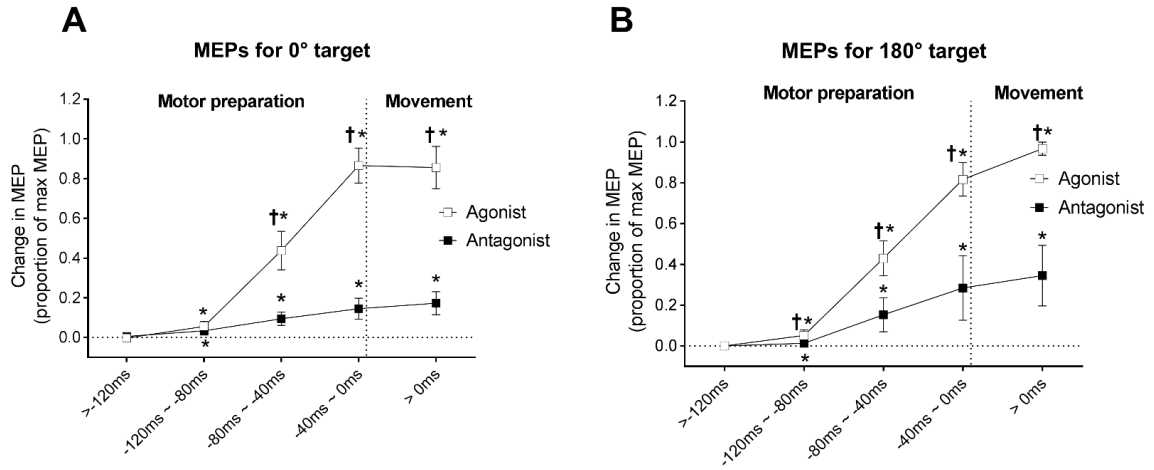 A
MEPs for 0° target
Motor preparation
Movement
Change in MEP
(proportion of max MEP)
1.2
1.0
0.8
0.6
0.4
0.2
0.0
†*
†*
†*
*
*
*
*
*
*
Agonist
Antagonist
>-120ms
-120ms ~ -80ms
-80ms ~ -40ms
-40ms ~ 0ms
> 0ms
B
MEPs for 180° target
Motor preparation
Movement
Change in MEP
(proportion of max MEP)
1.2
1.0
0.8
0.6
0.4
0.2
0.0
†*
†*
†*
†*
*
*
*
*
Agonist
Antagonist
>-120ms
-120ms ~ -80ms
-80ms ~ -40ms
-40ms ~ 0ms
> 0ms